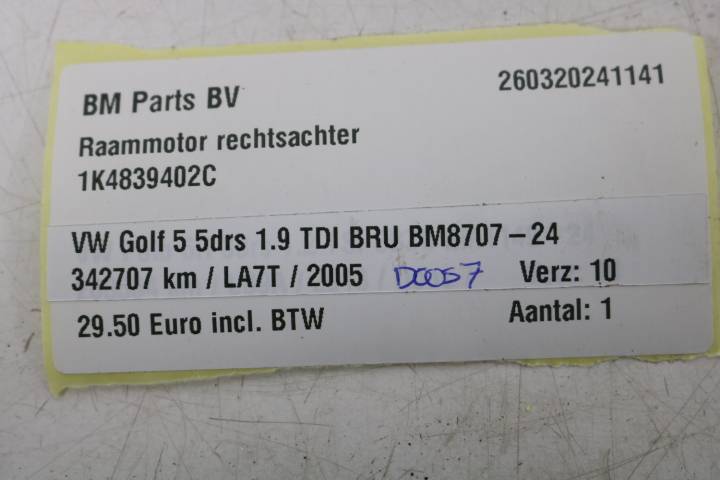 BM Parts BV 260320241141
Raammotor rechtsachter
1K4839402C
VW Golf 5 5drs 1.9 TDI BRU BM8707-24
342707 km / LA7T / 2005 D0057 Verz: 10
29.50 Euro incl. BTW Aantal: 1